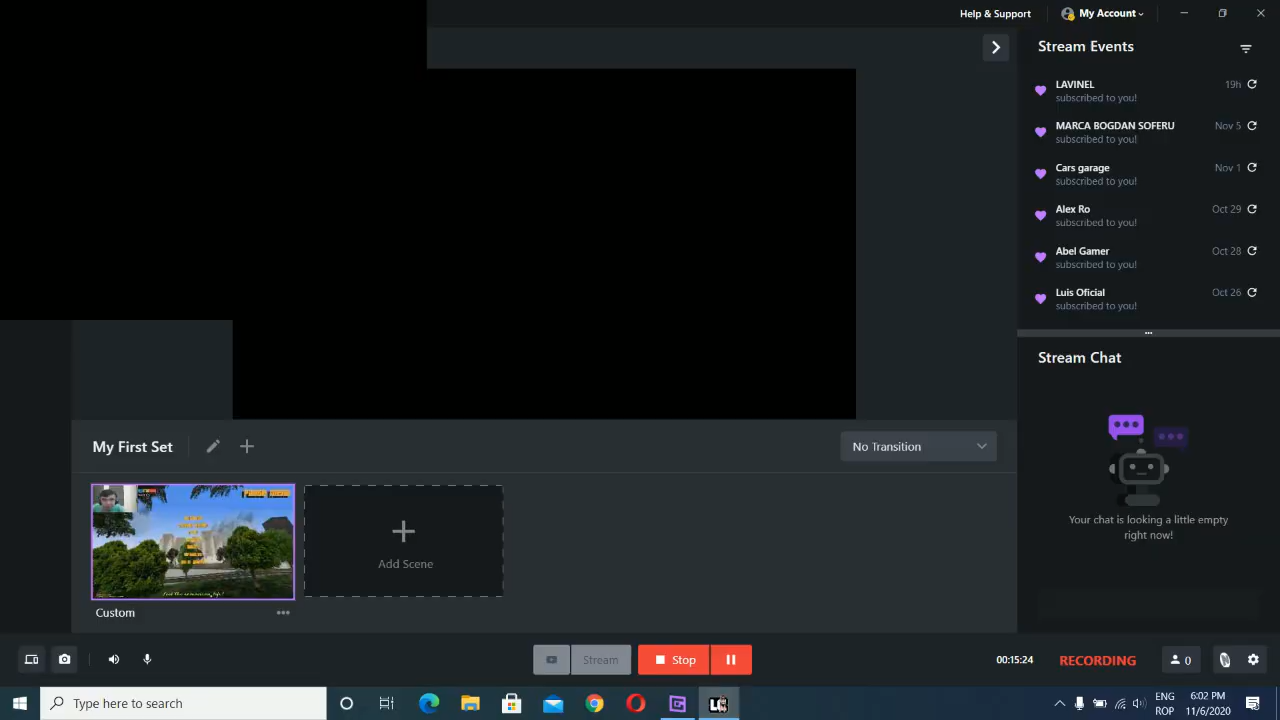 Help & Support
My Account
Stream Events
LAVINEL
19h
subscribed to you!
MARCA BOGDAN SOFERU
Nov 5
subscribed to you!
Cars garage
Nov 1
subscribed to you!
Alex Ro
Oct 29
subscribed to you!
Abel Gamer
Oct 28
subscribed to you!
Luis Oficial
Oct 26
subscribed to you!
Stream Chat
Your chat is looking a little empty
right now!
My First Set
No Transition
Add Scene
Custom
Stream
Stop
00:15:24
RECORDING
0
Type here to search
ENG
ROP
6:02 PM
11/6/2020